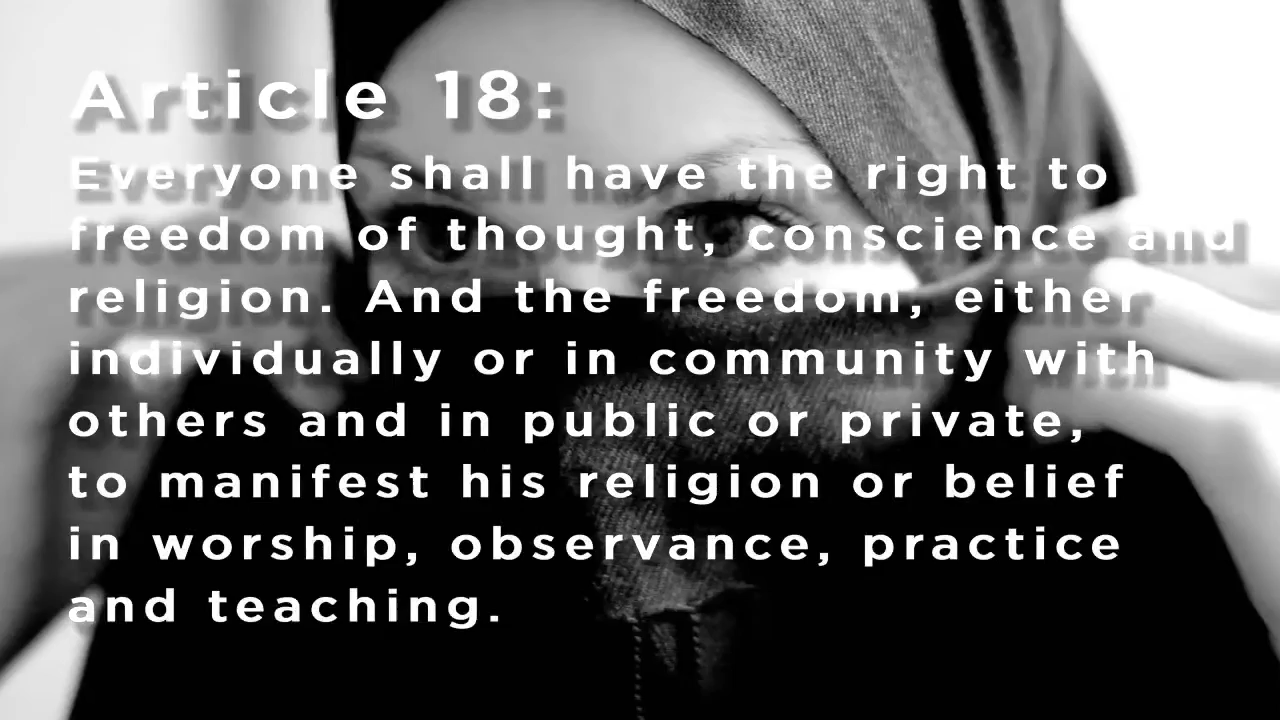 Article 18:
Everyone shall have the right to
freedom of thought, conscience and
religion. And the freedom, either
individually or in community with
others and in public or private,
to manifest his religion or belief
in worship, observance, practice
and teaching.